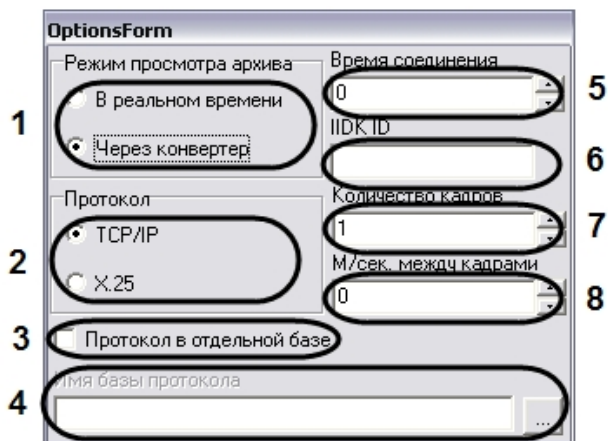 OptionsForm
Режим просмотра архива
В реальном времени
Через конвертер
1
Протокол
TCP/IP
X.25
2
Протокол в отдельной базе
3
Имя базы протокола
...
4
Время соединения
0
5
IIDK ID
6
Количество кадров
1
7
М/сек. между кадрами
0
8